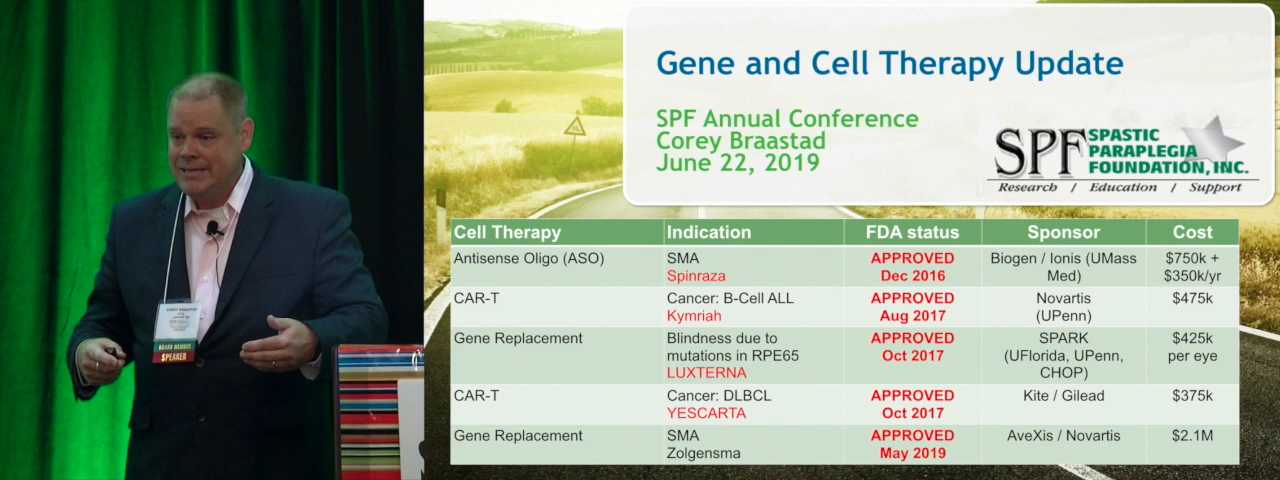 COREY BRAASTAD
BOARD MEMBER
SPEAKER
Gene and Cell Therapy Update
SPF Annual Conference
Corey Braastad
June 22, 2019
SPF SPASTIC
PARAPLEGIA
FOUNDATION, INC.
Research / Education / Support
Cell Therapy Indication FDA status Sponsor Cost
Antisense Oligo (ASO) SMA APPROVED Biogen / Ionis (UMass $750k +
Spinraza Dec 2016 Med) $350k/yr
CAR-T Cancer: B-Cell ALL APPROVED Novartis $475k
Kymriah Aug 2017 (UPenn)
Gene Replacement Blindness due to APPROVED SPARK $425k
mutations in RPE65 Oct 2017 (UFlorida, UPenn, per eye
LUXTERNA CHOP)
CAR-T Cancer: DLBCL APPROVED Kite / Gilead $375k
YESCARTA Oct 2017
Gene Replacement SMA APPROVED AveXis / Novartis $2.1M
Zolgensma May 2019